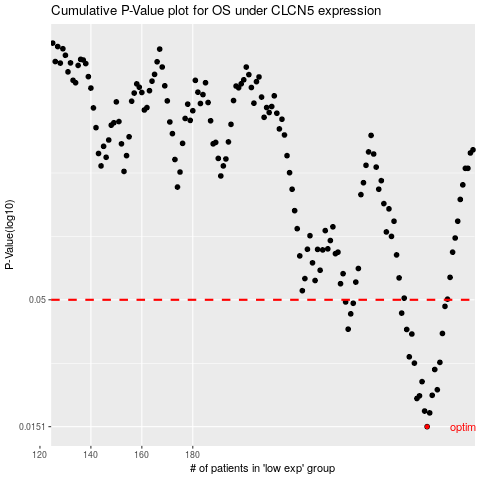 Cumulative P-Value plot for OS under CLCN5 expression
P-Value(log10)
0.05
0.0151
optim
120 140 160 180
# of patients in 'low exp' group